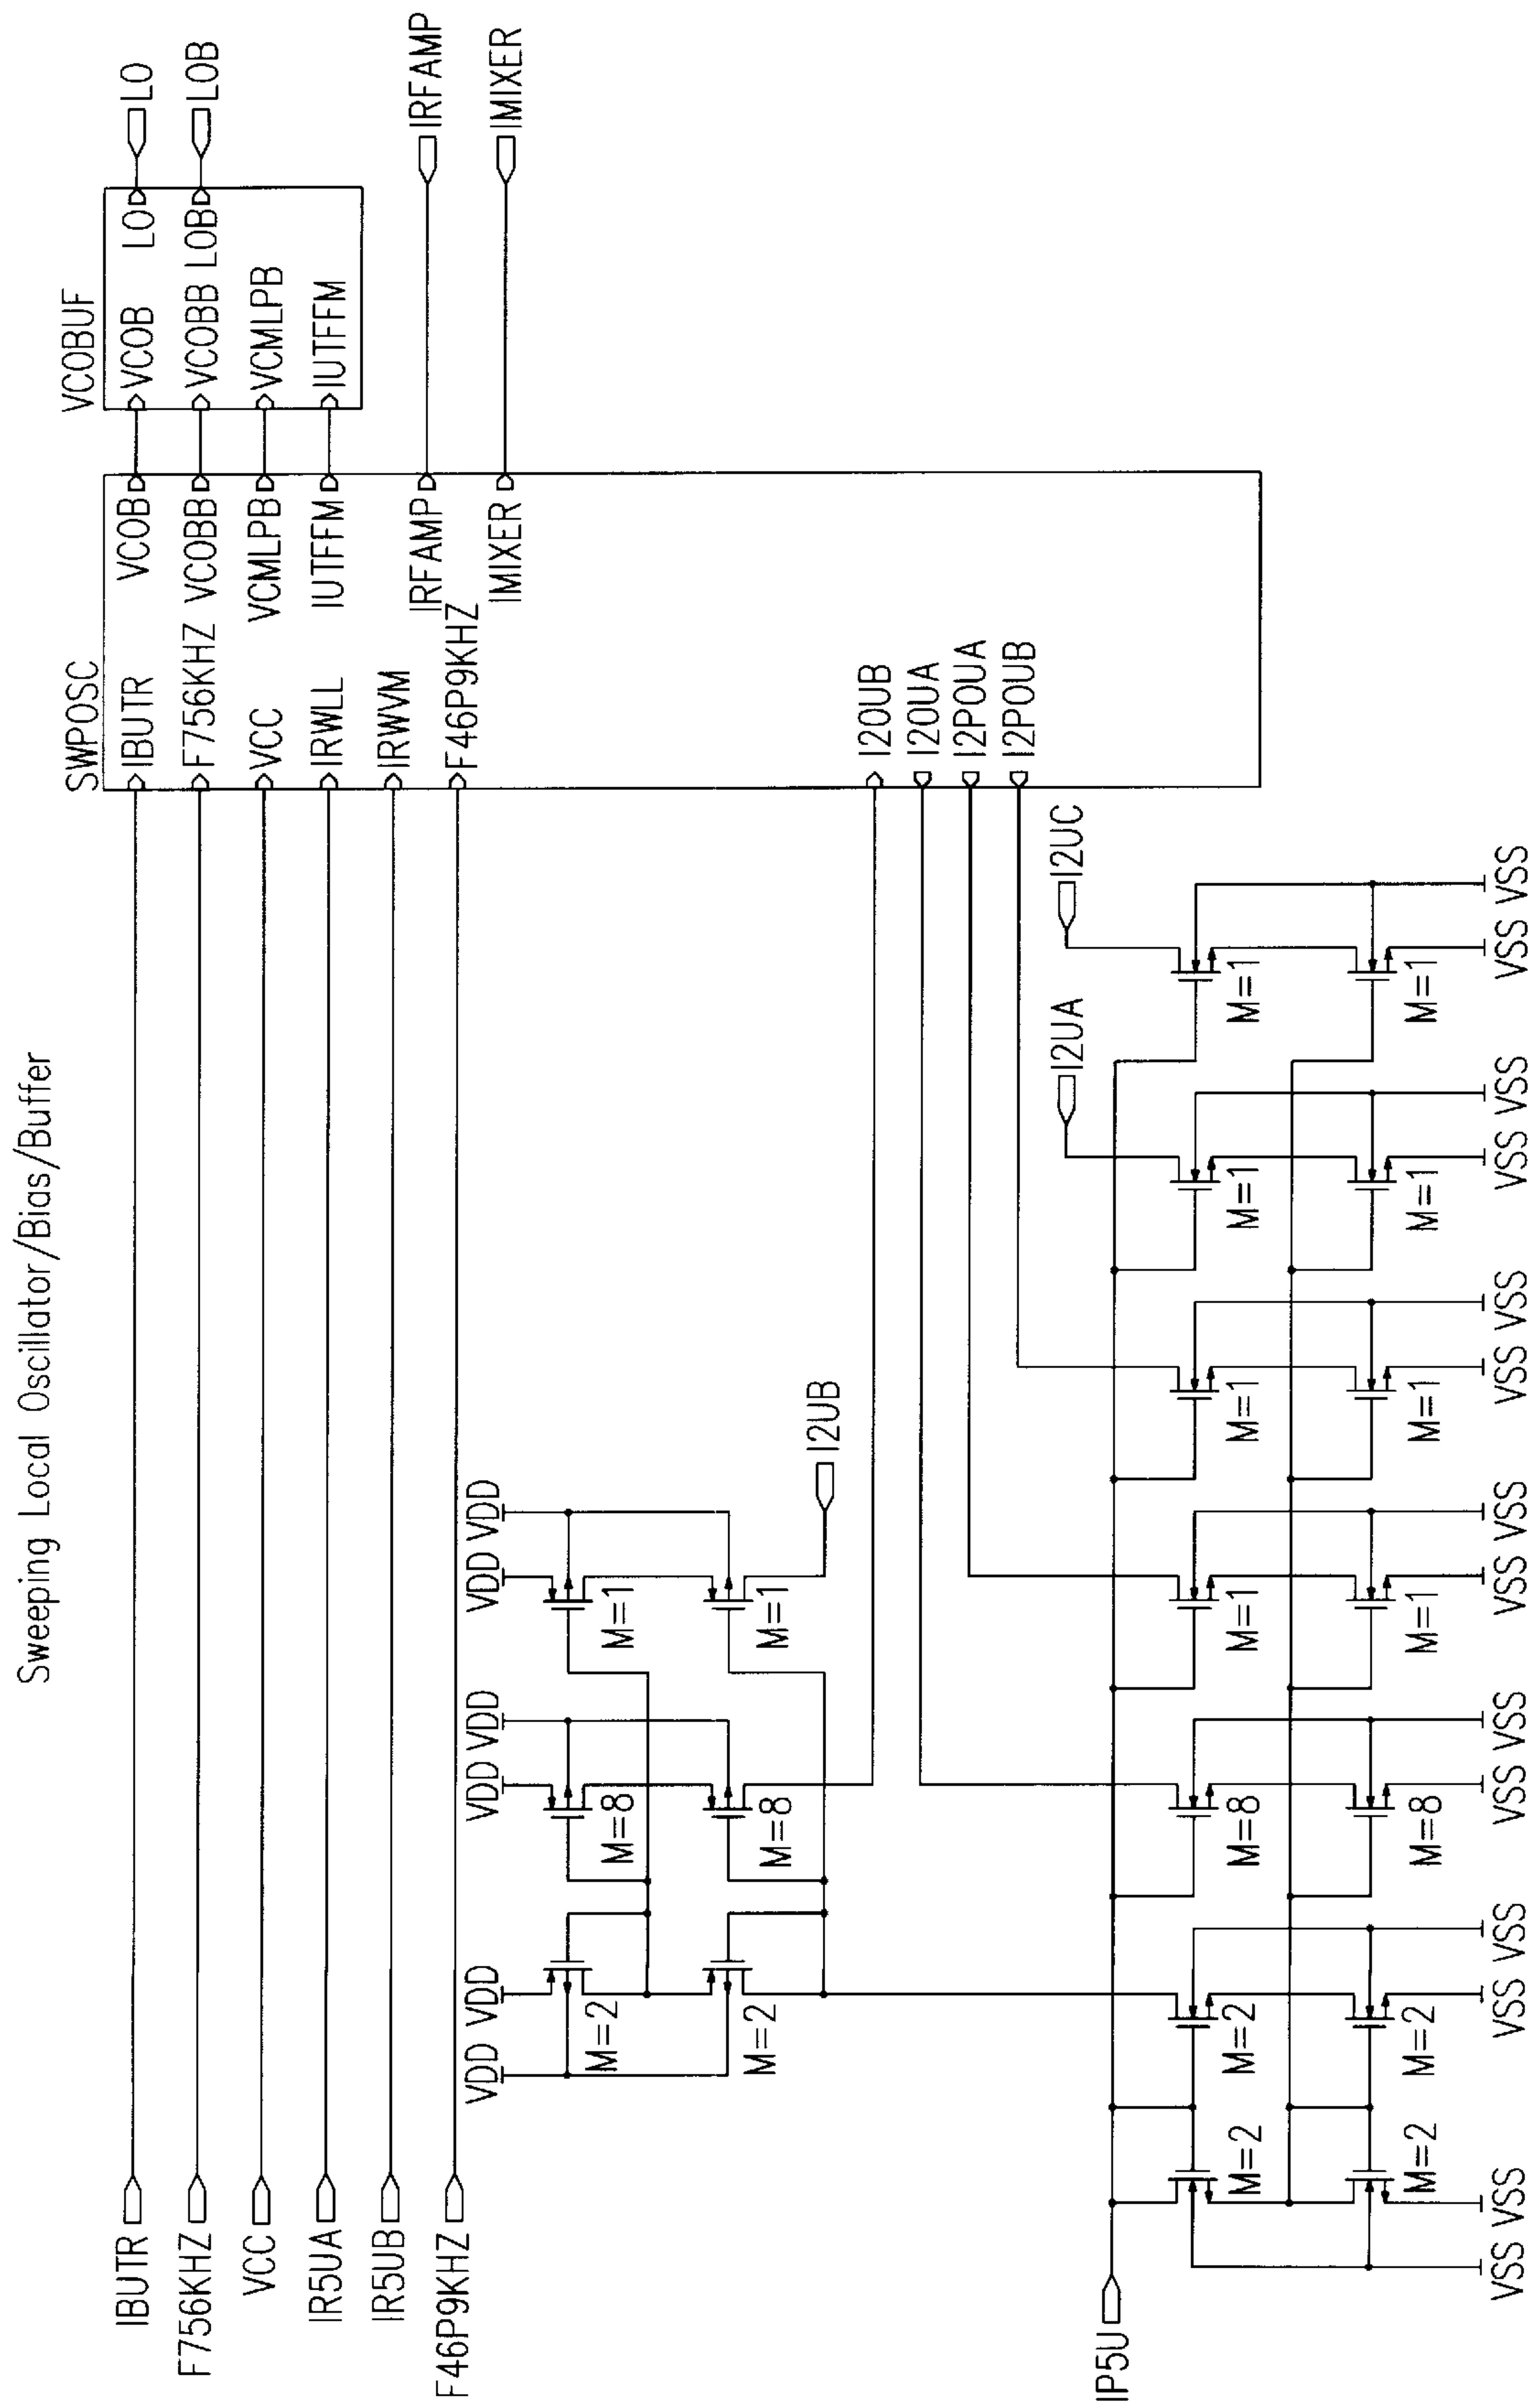 Sweeping Local Oscillator/Bias/Buffer
IBUTR
F756KHZ
VCC
IR5UA
IR5UB
F46P9KHZ
SWPOSC
IBUTR
F756KHZ
VCC
IRWLL
IRWVM
F46P9KHZ
VCOB
VCOBB
VCMLPB
IUTFFM
IRFAMP
IMIXER
I20UB
I20UA
I2P0UA
I2P0UB
VCOBUF
VCOB
VCOBB
VCMLPB
IUTFFM
LO
LOB
LO
LOB
IRFAMP
IMIXER
VDD VDD
VDD VDD
VDD VDD
M=2
M=8
M=1
M=2
M=8
M=1
I2UB
I2UA
I2UC
IP5U
M=2
M=2
M=8
M=1
M=1
M=1
M=1
M=2
M=2
M=8
M=1
M=1
M=1
M=1
VSS VSS
VSS VSS
VSS VSS
VSS VSS
VSS VSS
VSS VSS
VSS VSS